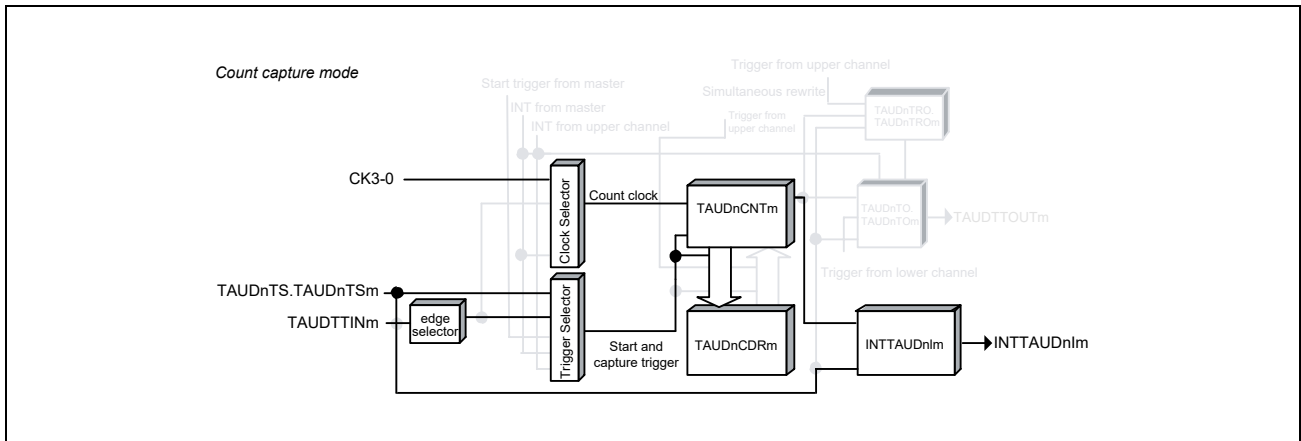 Count capture mode
Trigger from upper channel
Start trigger from master
Simultaneous rewrite
INT from master
Trigger from
upper channel
INT from upper channel
TAUDnTRO.
TAUDnTROm
CK3-0
Clock Selector
Count clock
TAUDnCNTm
TAUDnTO.
TAUDnTOm
TAUDTTOUTm
Trigger from lower channel
TAUDnTS.TAUDnTSm
TAUDTTINm
edge
selector
Trigger Selector
Start and
capture trigger
TAUDnCDRm
INTTAUDnIm
INTTAUDnIm